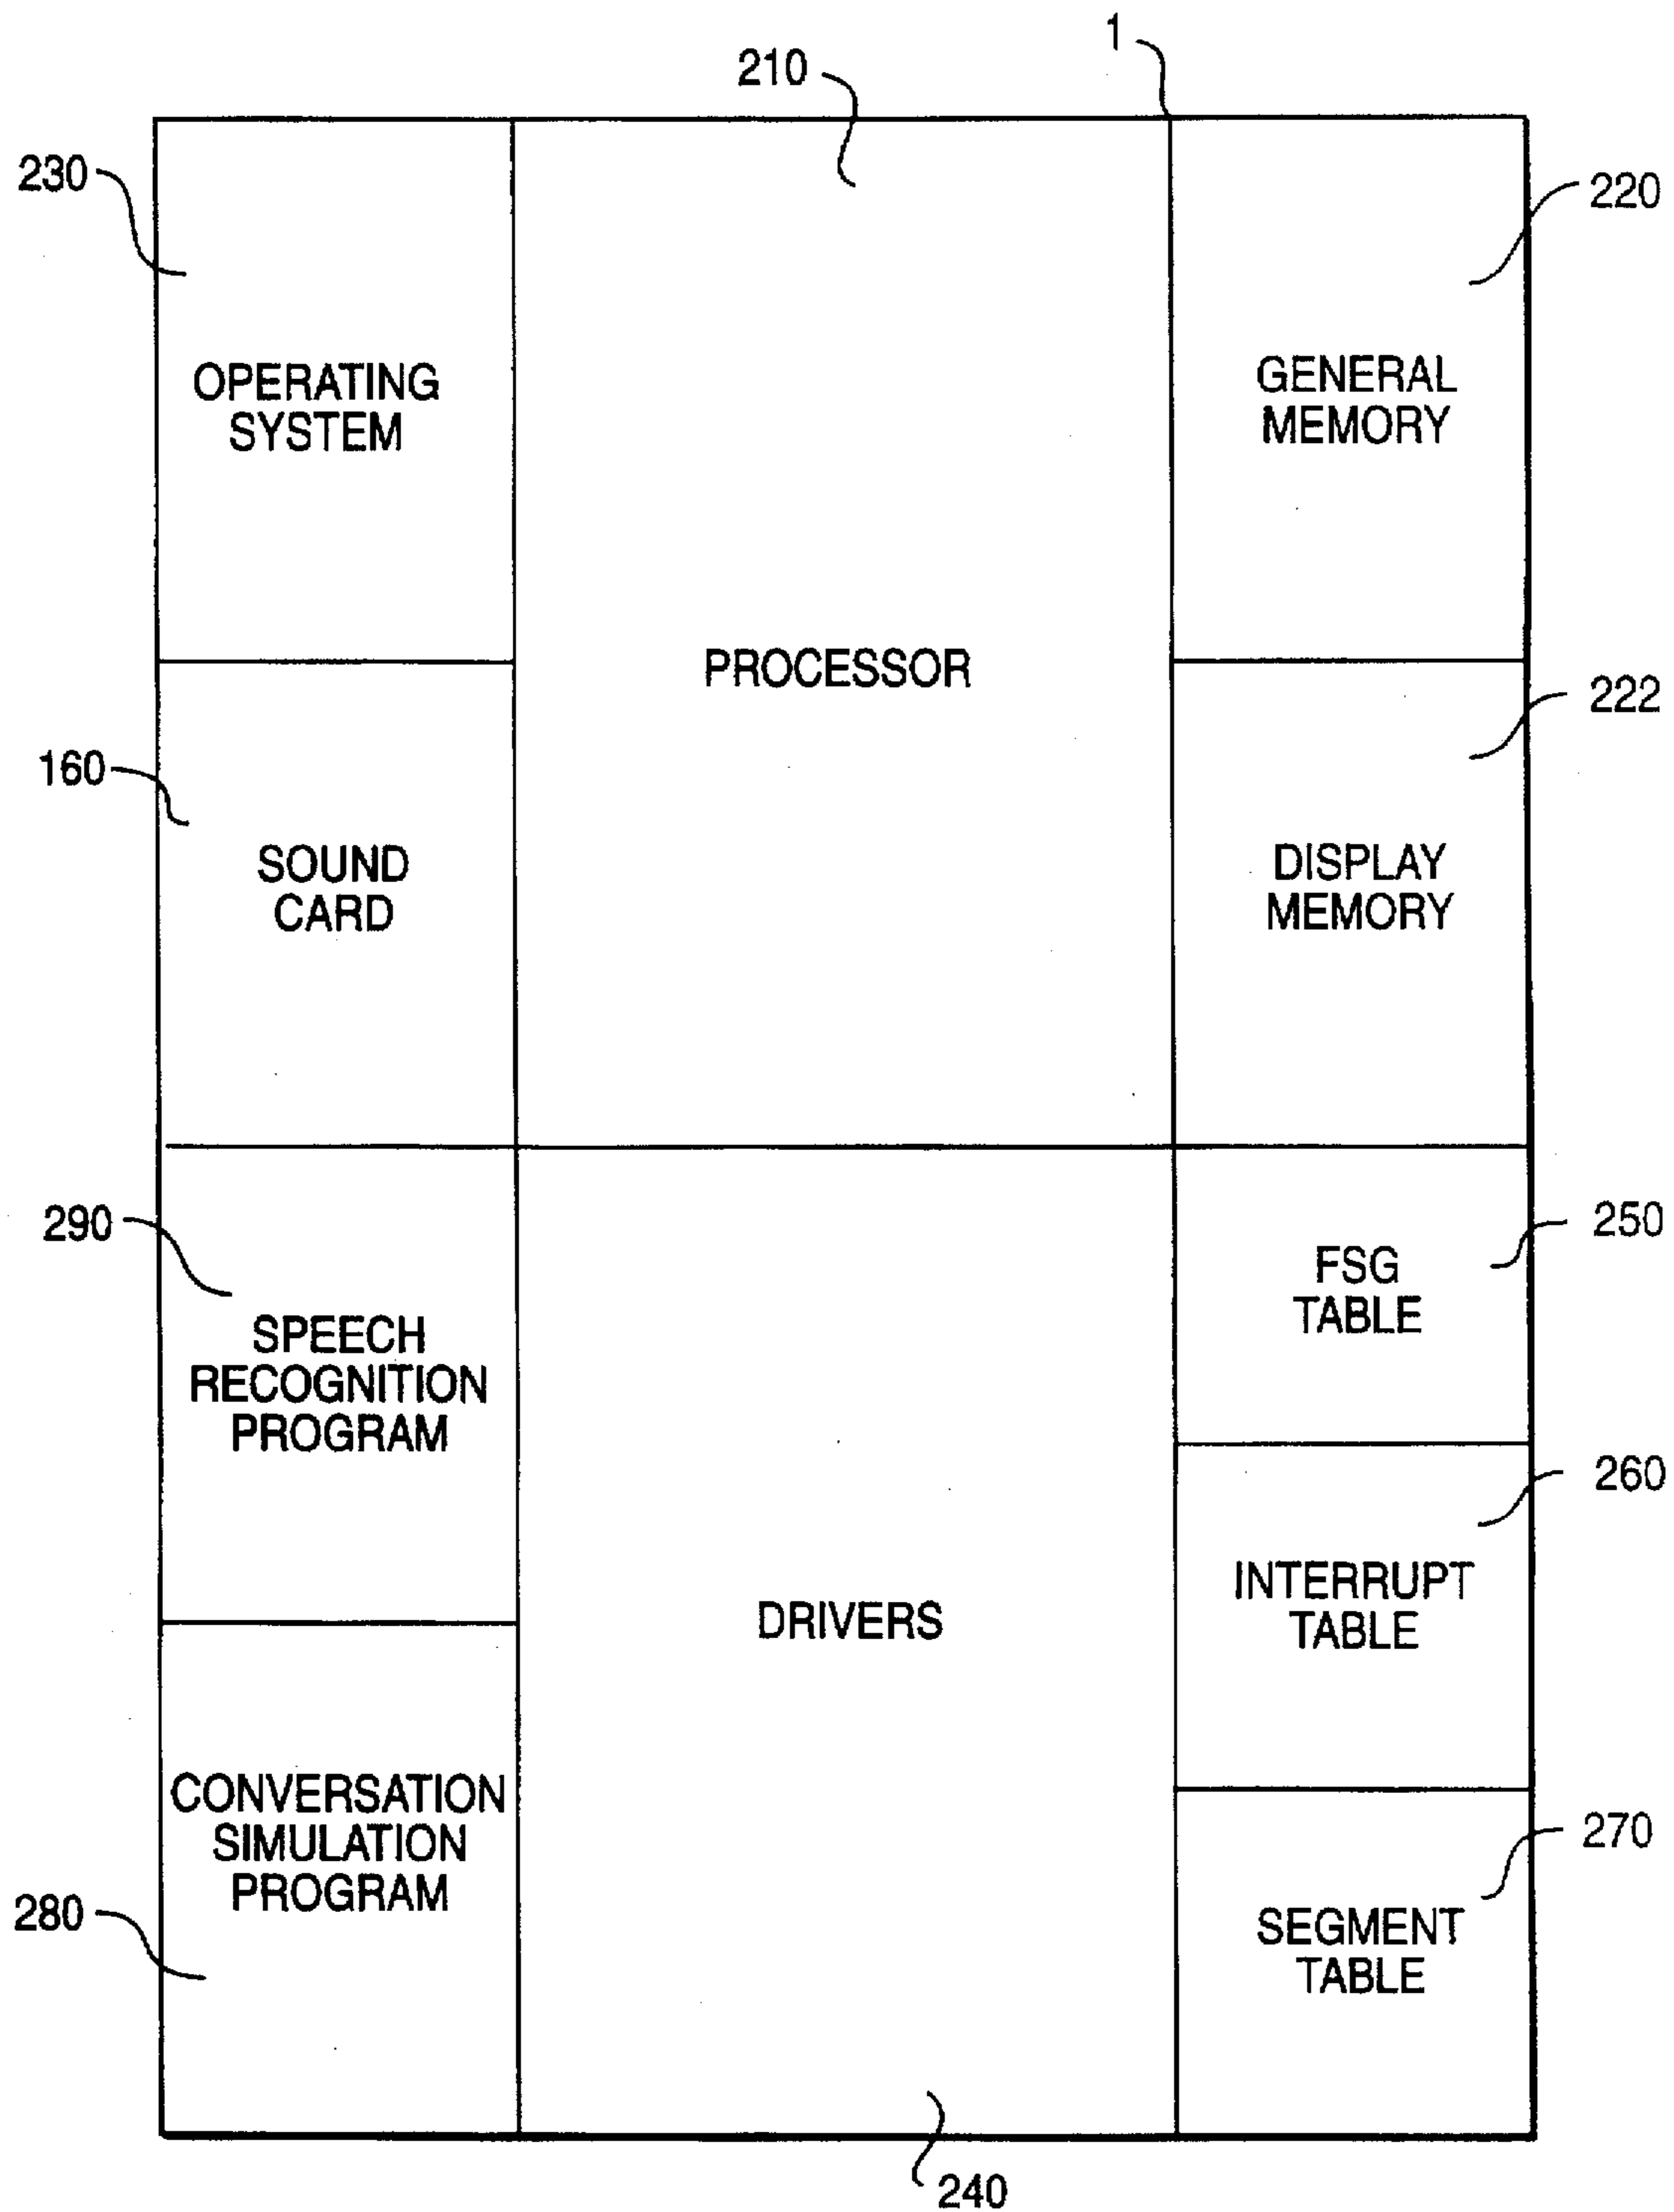 1
210
230
220
OPERATING
SYSTEM
GENERAL
MEMORY
PROCESSOR
222
160
SOUND
CARD
DISPLAY
MEMORY
290
250
SPEECH
RECOGNITION
PROGRAM
FSG
TABLE
260
INTERRUPT
TABLE
DRIVERS
CONVERSATION
SIMULATION
PROGRAM
270
280
SEGMENT
TABLE
240